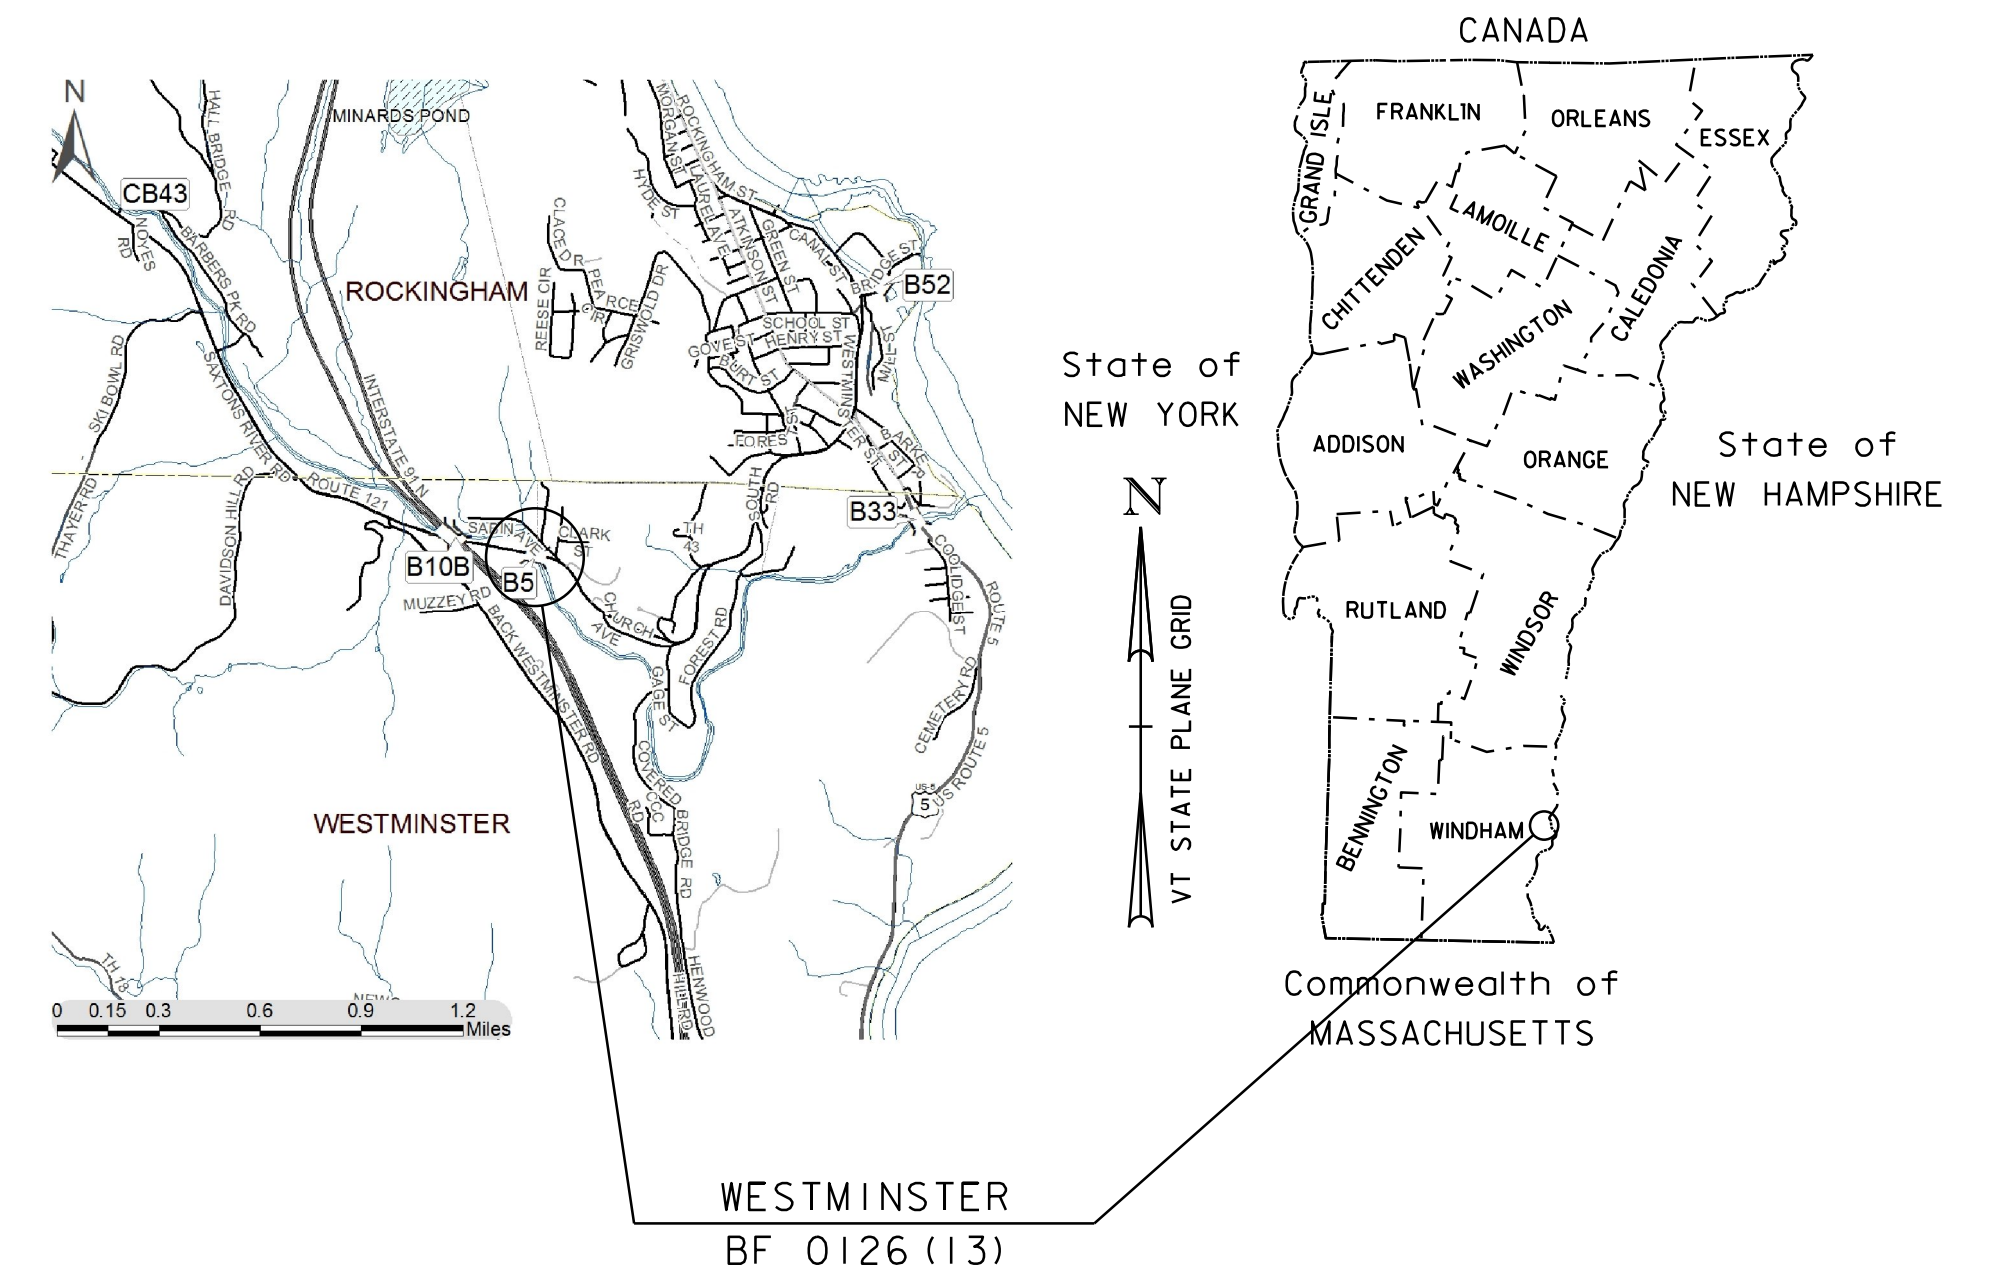 CANADA
N
MINARDS POND
CB43
HALL BRIDGE RD
NOYES RD
BARBERS PK RD
ROCKINGHAM
MORGAN ST
ROCKINGHAM ST
HYDE ST
LAUREL AVE
ATKINSON ST
GREEN ST
CANAL ST
BRIDGE ST
B52
REESE CIR
PEARCE CIR
GRISWOLD DR
SCHOOL ST
HENRY ST
GOVE ST
BURT ST
WESTMINSTER ST
MILL ST
SKI BOWL RD
SAXTONS RIVER RD
INTERSTATE 91 N
THAYER RD
DAVIDSON HILL RD
ROUTE 121
SOUTH RD
B33
SABIN AVE
CLARK ST
TH 43
B10B
B5
MUZZEY RD
BACK WESTMINSTER RD
CHURCH AVE
FOREST RD
GAGE ST
COOLIDGE ST
ROUTE 5
CEMETERY RD
US ROUTE 5
US-5
5
COVERED BRIDGE RD
CCC RD
WESTMINSTER
TH 18
HENWOOD
0 0.15 0.3 0.6 0.9 1.2
Miles
GRAND ISLE
FRANKLIN
ORLEANS
ESSEX
LAMOILLE
CHITTENDEN
CALEDONIA
WASHINGTON
State of
NEW YORK
ADDISON
ORANGE
State of
NEW HAMPSHIRE
N
VT STATE PLANE GRID
RUTLAND
WINDSOR
BENNINGTON
WINDHAM
Commonwealth of
MASSACHUSETTS
WESTMINSTER
BF 0126(13)